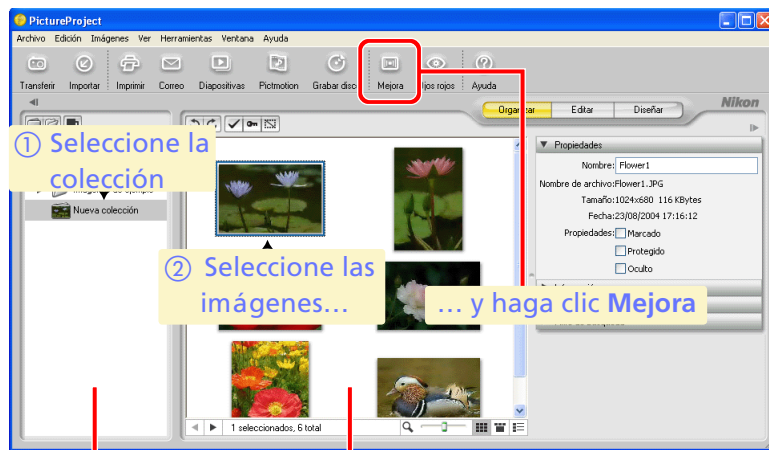 PictureProject
Archivo Edición Imágenes Ver Herramientas Ventana Ayuda
Transferir Importar Imprimir Correo Diapositivas Pictmotion Grabar disco Mejora Ojos rojos Ayuda
Organizar Editar Diseñar Nikon
① Seleccione la
colección
Nueva colección
② Seleccione las
imágenes...
... y haga clic Mejora
Propiedades
Nombre: Flower1
Nombre de archivo:Flower1.JPG
Tamaño:1024x680 116 KBytes
Fecha:23/08/2004 17:16:12
Propiedades: Marcado
Protegido
Oculto
1 seleccionados, 6 total